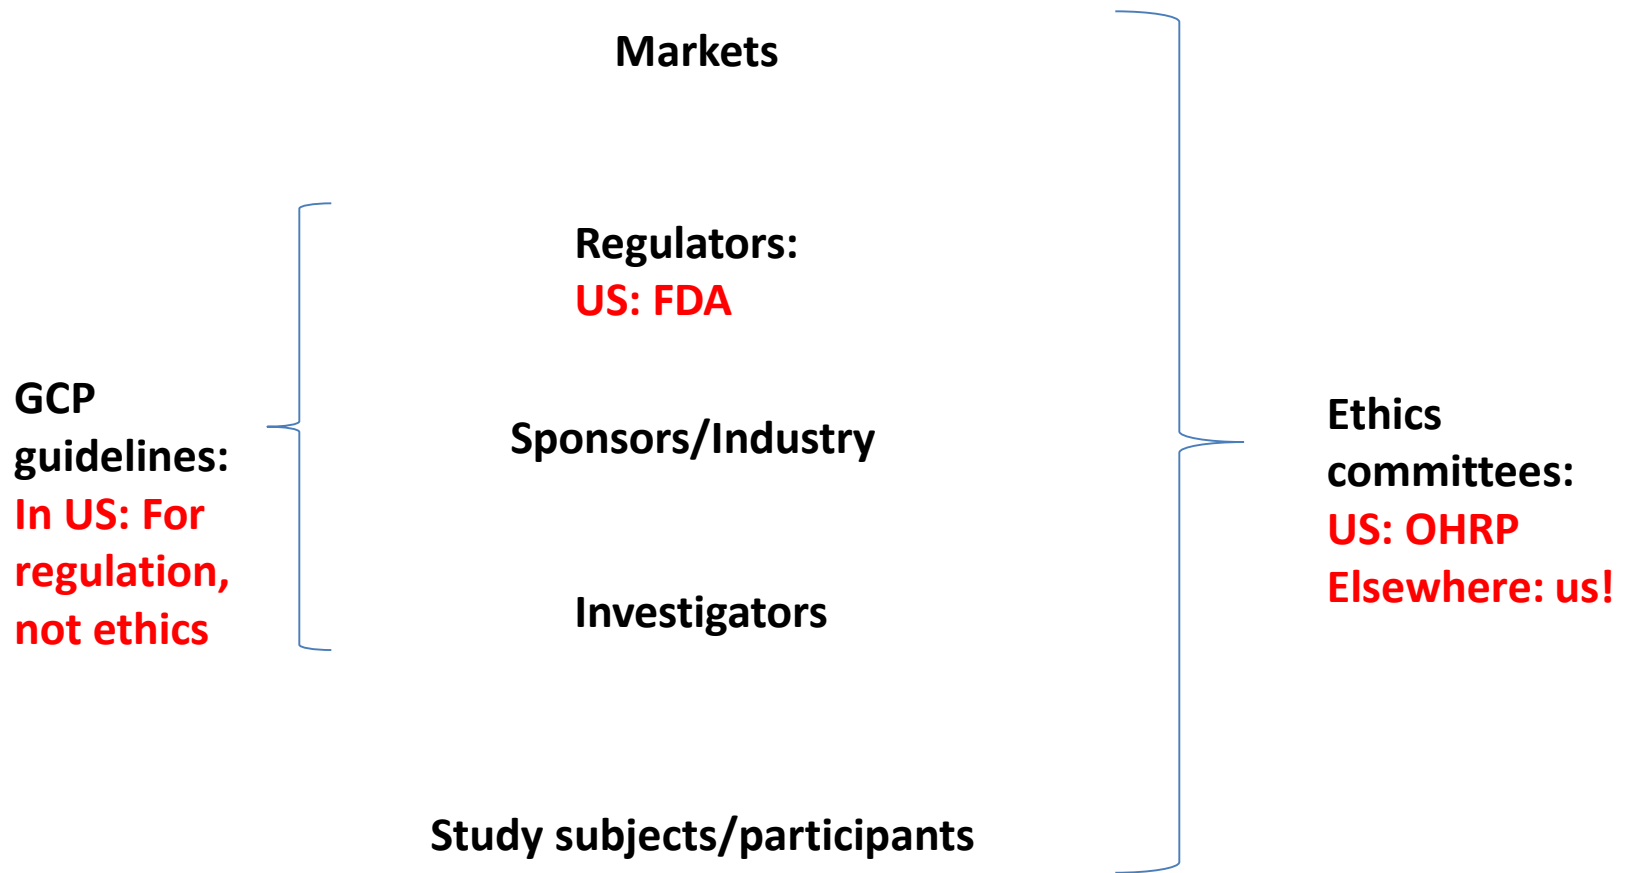 Markets
Regulators:
US: FDA
GCP
guidelines:
In US: For
regulation,
not ethics
Sponsors/Industry
Ethics
committees:
US: OHRP
Elsewhere: us!
Investigators
Study subjects/participants